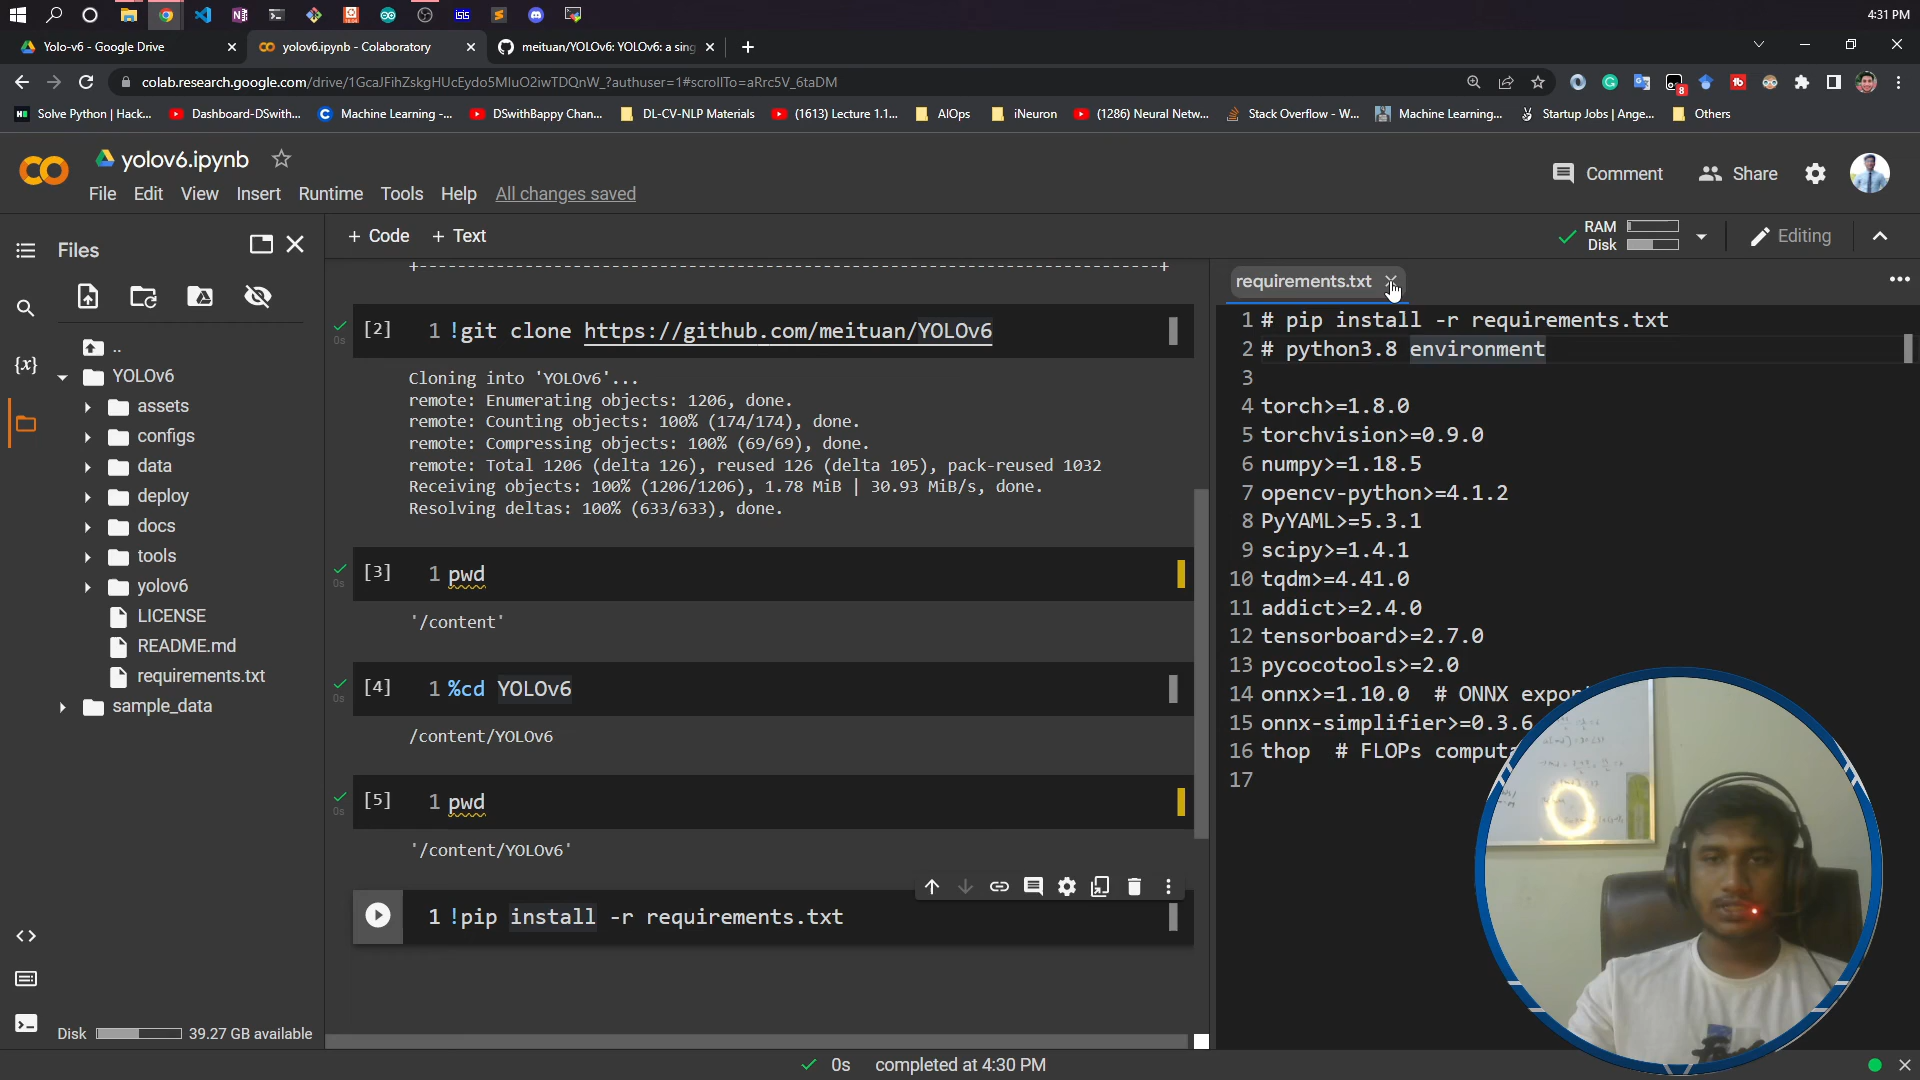 4:31 PM
Yolo-v6 - Google Drive
yolov6.ipynb - Colaboratory
meituan/YOLOv6: YOLOv6: a sing
colab.research.google.com/drive/1GcaJFihZskgHUcEydo5MluO2iwTDQnW_?authuser=1#scrollTo=aRrc5V_6taDM
Solve Python | Hack...
Dashboard-DSwith...
Machine Learning -...
DSwithBappy Chan...
DL-CV-NLP Materials
(1613) Lecture 1.1...
AIOps
iNeuron
(1286) Neural Netw...
Stack Overflow - W...
Machine Learning...
Startup Jobs | Ange...
Others
yolov6.ipynb
File Edit View Insert Runtime Tools Help All changes saved
Comment
Share
+ Code + Text
RAM
Disk
Editing
Files
..
YOLOv6
assets
configs
data
deploy
docs
tools
yolov6
LICENSE
README.md
requirements.txt
sample_data
Disk 39.27 GB available
[2] 1 !git clone https://github.com/meituan/YOLOv6
Cloning into 'YOLOv6'...
remote: Enumerating objects: 1206, done.
remote: Counting objects: 100% (174/174), done.
remote: Compressing objects: 100% (69/69), done.
remote: Total 1206 (delta 126), reused 126 (delta 105), pack-reused 1032
Receiving objects: 100% (1206/1206), 1.78 MiB | 30.93 MiB/s, done.
Resolving deltas: 100% (633/633), done.
[3] 1 pwd
'/content'
[4] 1 %cd YOLOv6
/content/YOLOv6
[5] 1 pwd
'/content/YOLOv6'
1 !pip install -r requirements.txt
requirements.txt
1 # pip install -r requirements.txt
2 # python3.8 environment
3
4 torch>=1.8.0
5 torchvision>=0.9.0
6 numpy>=1.18.5
7 opencv-python>=4.1.2
8 PyYAML>=5.3.1
9 scipy>=1.4.1
10 tqdm>=4.41.0
11 addict>=2.4.0
12 tensorboard>=2.7.0
13 pycocotools>=2.0
14 onnx>=1.10.0 # ONNX expor
15 onnx-simplifier>=0.3.6
16 thop # FLOPs computa
17
0s completed at 4:30 PM